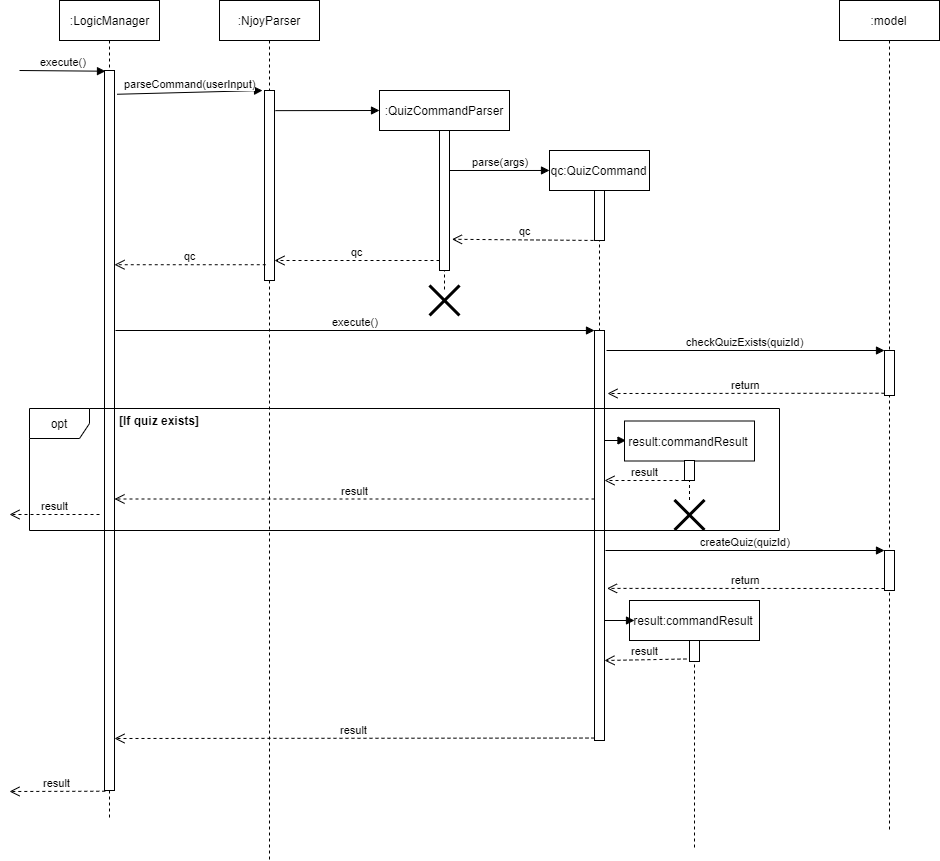 :LogicManager
:NjoyParser
:model
execute()
parseCommand(userInput)
:QuizCommandParser
parse(args)
qc:QuizCommand
qc
qc
qc
execute()
checkQuizExists(quizId)
return
opt
[If quiz exists]
result:commandResult
result
result
result
createQuiz(quizId)
return
result:commandResult
result
result
result